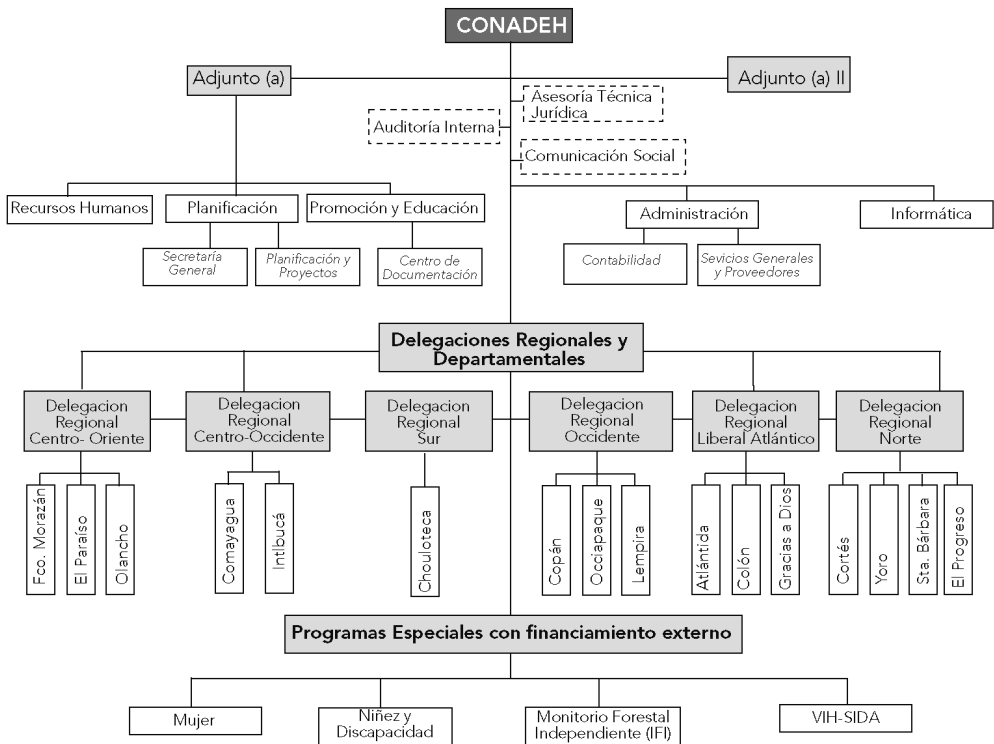 CONADEH
Adjunto (a)
Adjunto (a) II
Asesoría Técnica
Jurídica
Auditoría Interna
Comunicación Social
Recursos Humanos
Planificación
Promoción y Educación
Administración
Informática
Secretaría
General
Planificación y
Proyectos
Centro de
Documentación
Contabilidad
Sevicios Generales
y Proveedores
Delegaciones Regionales y
Departamentales
Delegacion
Regional
Centro- Oriente
Delegacion
Regional
Centro-Occidente
Delegacion
Regional
Sur
Delegacion
Regional
Occidente
Delegacion
Regional
Liberal Atlántico
Delegacion
Regional
Norte
Fco. Morazán
El Paraíso
Olancho
Comayagua
Intlbucá
Chouloteca
Copán
Occiapaque
Lempira
Atlántida
Colón
Gracias a Dios
Cortés
Yoro
Sta. Bárbara
El Progreso
Programas Especiales con financiamiento externo
Mujer
Niñez y
Discapacidad
Monitorio Forestal
Independiente (IFI)
VIH-SIDA